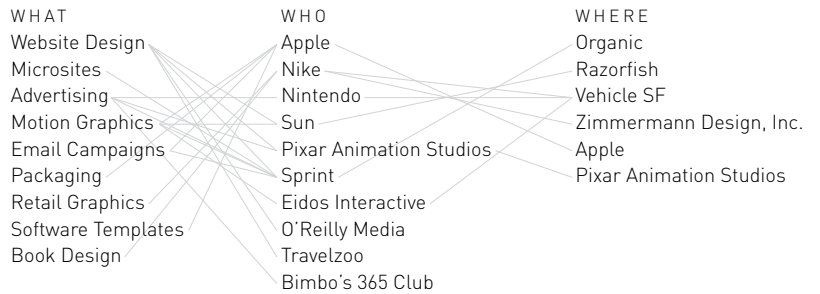 WHAT
Website Design
Microsites
Advertising
Motion Graphics
Email Campaigns
Packaging
Retail Graphics
Software Templates
Book Design
WHO
Apple
Nike
Nintendo
Sun
Pixar Animation Studios
Sprint
Eidos Interactive
O'Reilly Media
Travelzoo
Bimbo's 365 Club
WHERE
Organic
Razorfish
Vehicle SF
Zimmermann Design, Inc.
Apple
Pixar Animation Studios